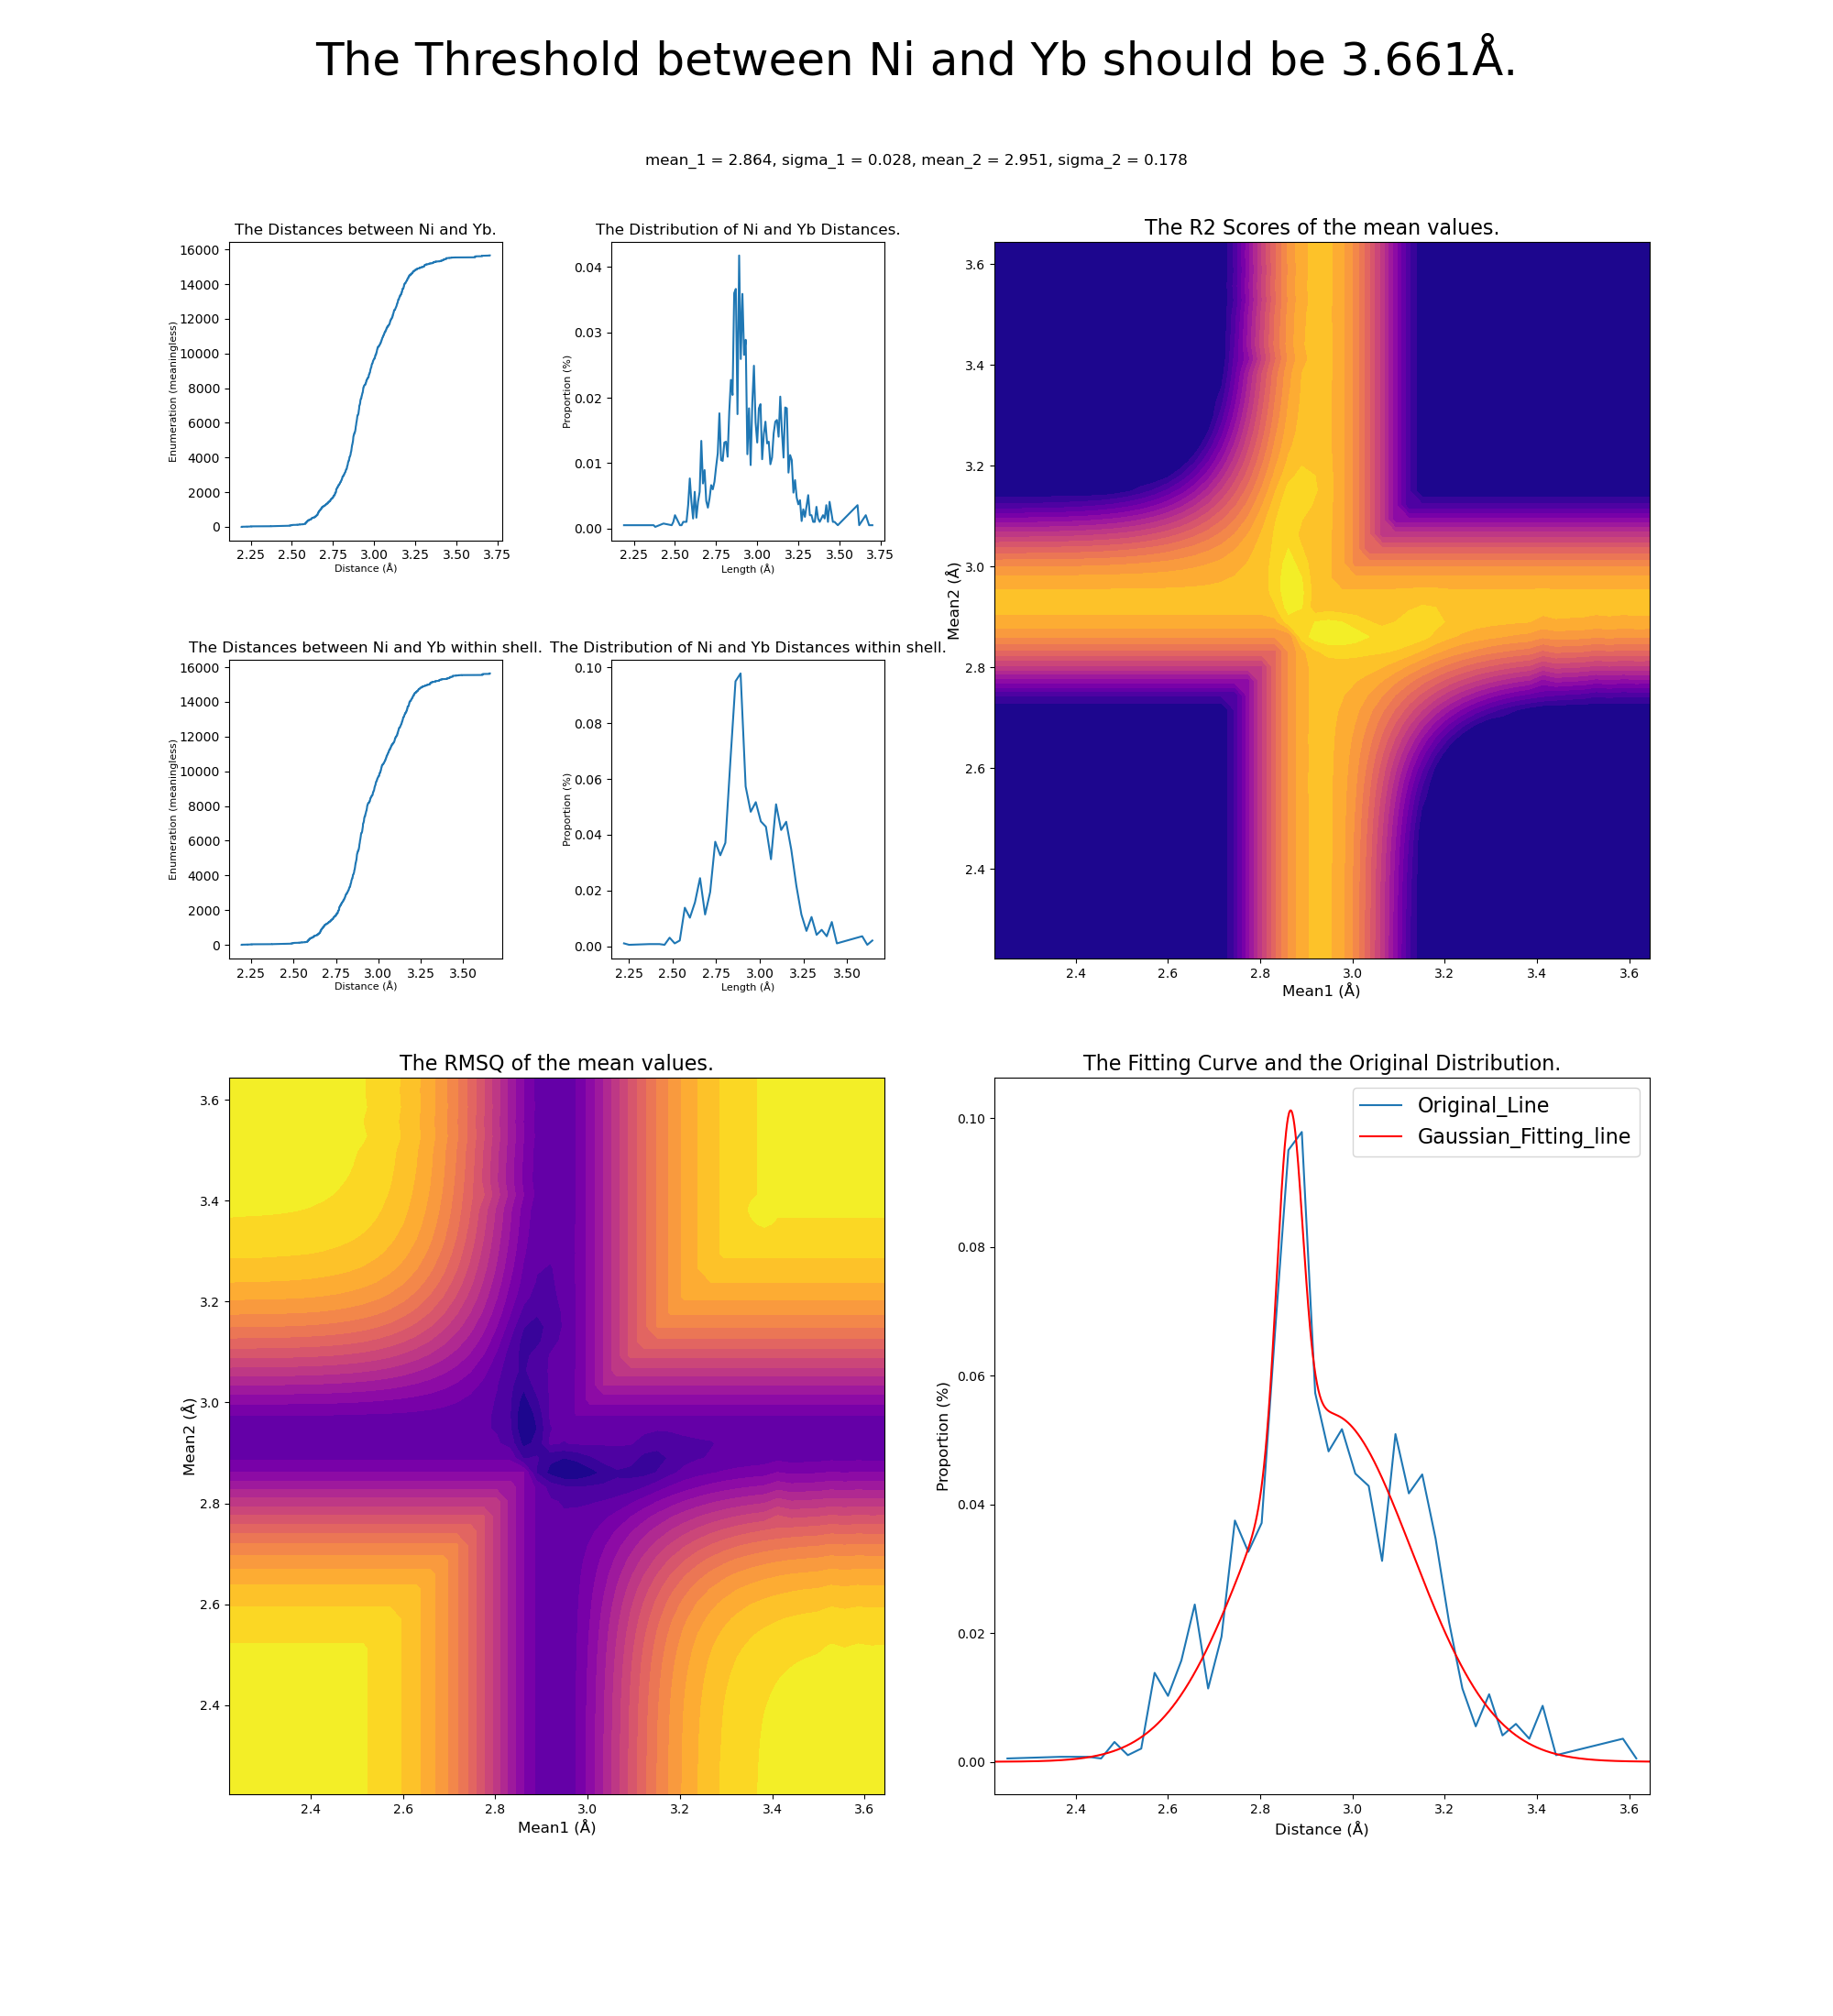 The Threshold between Ni and Yb should be 3.661Å.
mean_1 = 2.864, sigma_1 = 0.028, mean_2 = 2.951, sigma_2 = 0.178
The Distances between Ni and Yb.
16000
14000
12000
10000
8000
6000
4000
2000
0
Enumeration (meaningless)
2.25 2.50 2.75 3.00 3.25 3.50 3.75
Distance (Å)
The Distribution of Ni and Yb Distances.
0.04
0.03
0.02
0.01
0.00
Proportion (%)
2.25 2.50 2.75 3.00 3.25 3.50 3.75
Length (Å)
The R2 Scores of the mean values.
3.6
3.4
3.2
3.0
2.8
2.6
2.4
Mean2 (Å)
2.4 2.6 2.8 3.0 3.2 3.4 3.6
Mean1 (Å)
The Distances between Ni and Yb within shell.
16000
14000
12000
10000
8000
6000
4000
2000
0
Enumeration (meaningless)
2.25 2.50 2.75 3.00 3.25 3.50
Distance (Å)
The Distribution of Ni and Yb Distances within shell.
0.10
0.08
0.06
0.04
0.02
0.00
Proportion (%)
2.25 2.50 2.75 3.00 3.25 3.50
Length (Å)
The RMSQ of the mean values.
3.6
3.4
3.2
3.0
2.8
2.6
2.4
Mean2 (Å)
2.4 2.6 2.8 3.0 3.2 3.4 3.6
Mean1 (Å)
The Fitting Curve and the Original Distribution.
Original_Line
Gaussian_Fitting_line
0.10
0.08
0.06
0.04
0.02
0.00
Proportion (%)
2.4 2.6 2.8 3.0 3.2 3.4 3.6
Distance (Å)